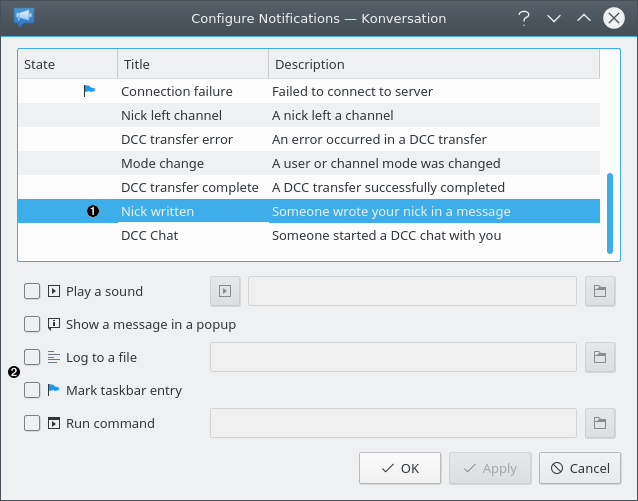 Configure Notifications — Konversation
State Title Description
Connection failure Failed to connect to server
Nick left channel A nick left a channel
DCC transfer error An error occurred in a DCC transfer
Mode change A user or channel mode was changed
DCC transfer complete A DCC transfer successfully completed
1 Nick written Someone wrote your nick in a message
DCC Chat Someone started a DCC chat with you
Play a sound
Show a message in a popup
Log to a file
2
Mark taskbar entry
Run command
OK Apply Cancel